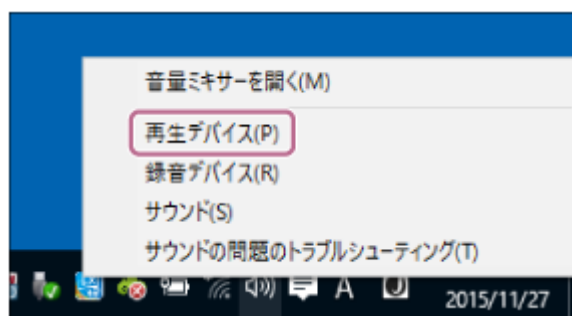 音量ミキサーを開く(M)
再生デバイス(P)
録音デバイス(R)
サウンド(S)
サウンドの問題のトラブルシューティング(T)
A
J
2015/11/27